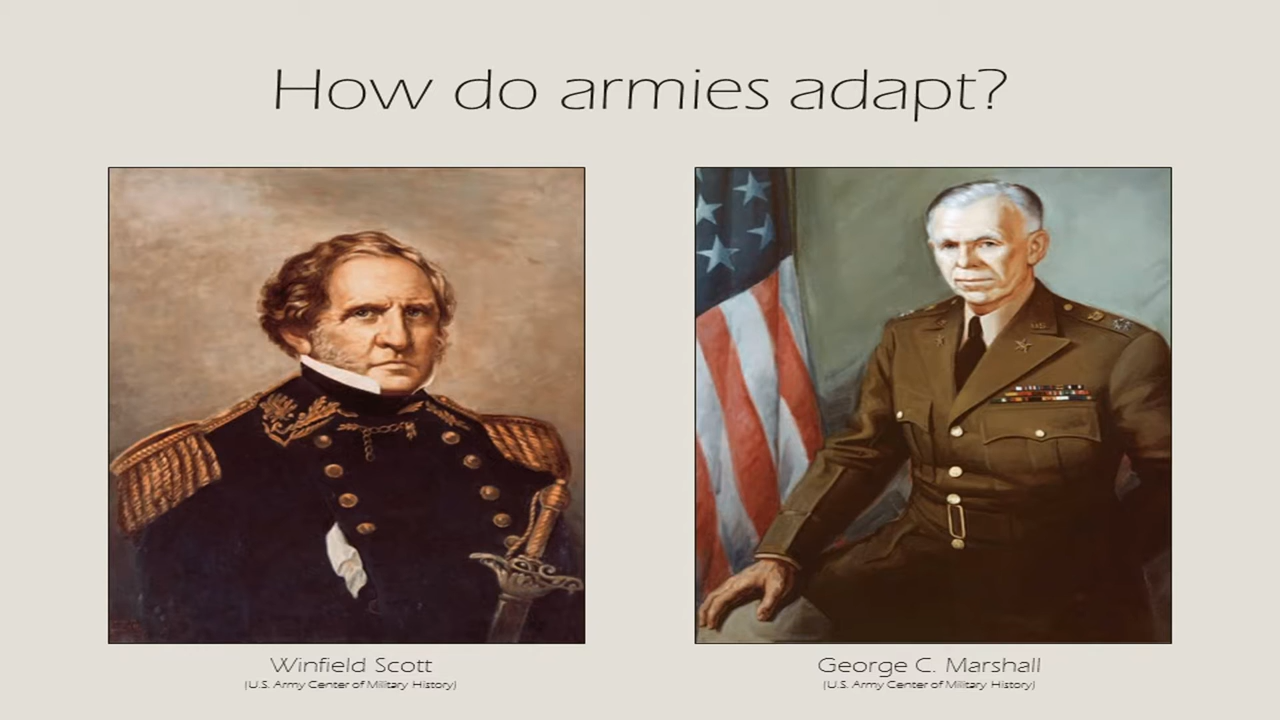 How do armies adapt?
Winfield Scott
(U.S. Army Center of Military History)
George C. Marshall
(U.S. Army Center of Military History)